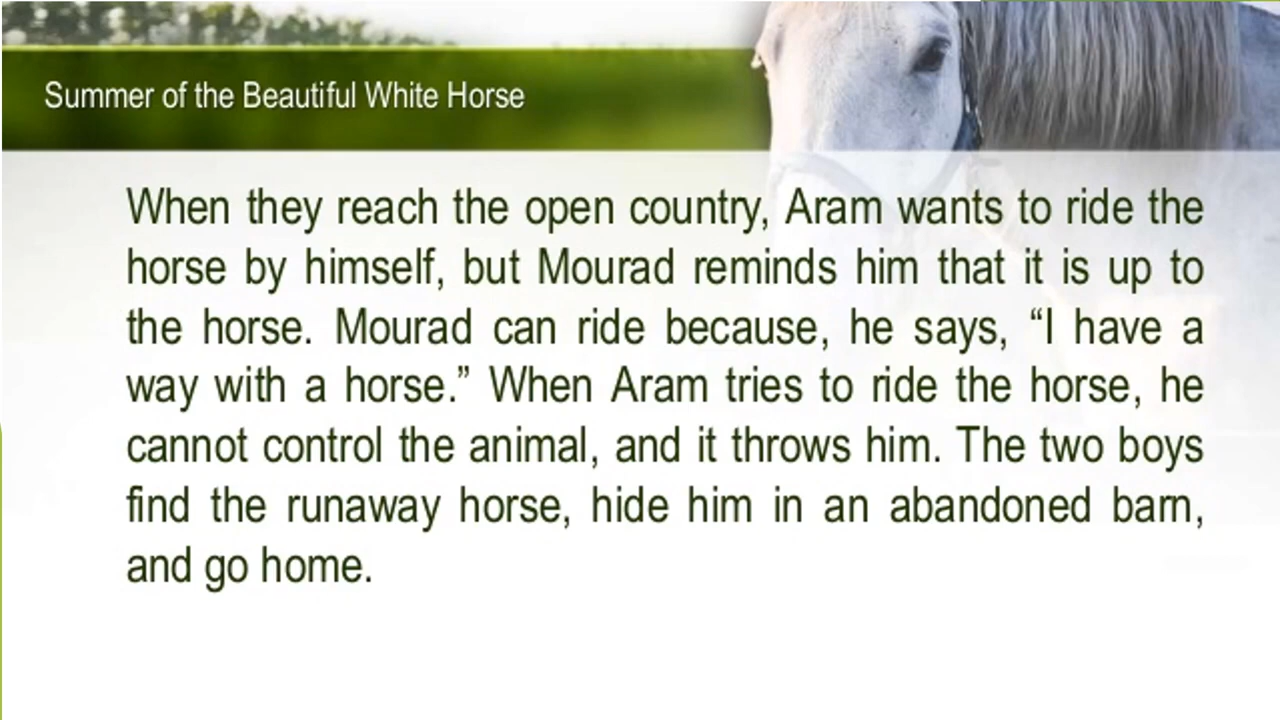 Summer of the Beautiful White Horse
When they reach the open country, Aram wants to ride the
horse by himself, but Mourad reminds him that it is up to
the horse. Mourad can ride because, he says, “I have a
way with a horse.” When Aram tries to ride the horse, he
cannot control the animal, and it throws him. The two boys
find the runaway horse, hide him in an abandoned barn,
and go home.